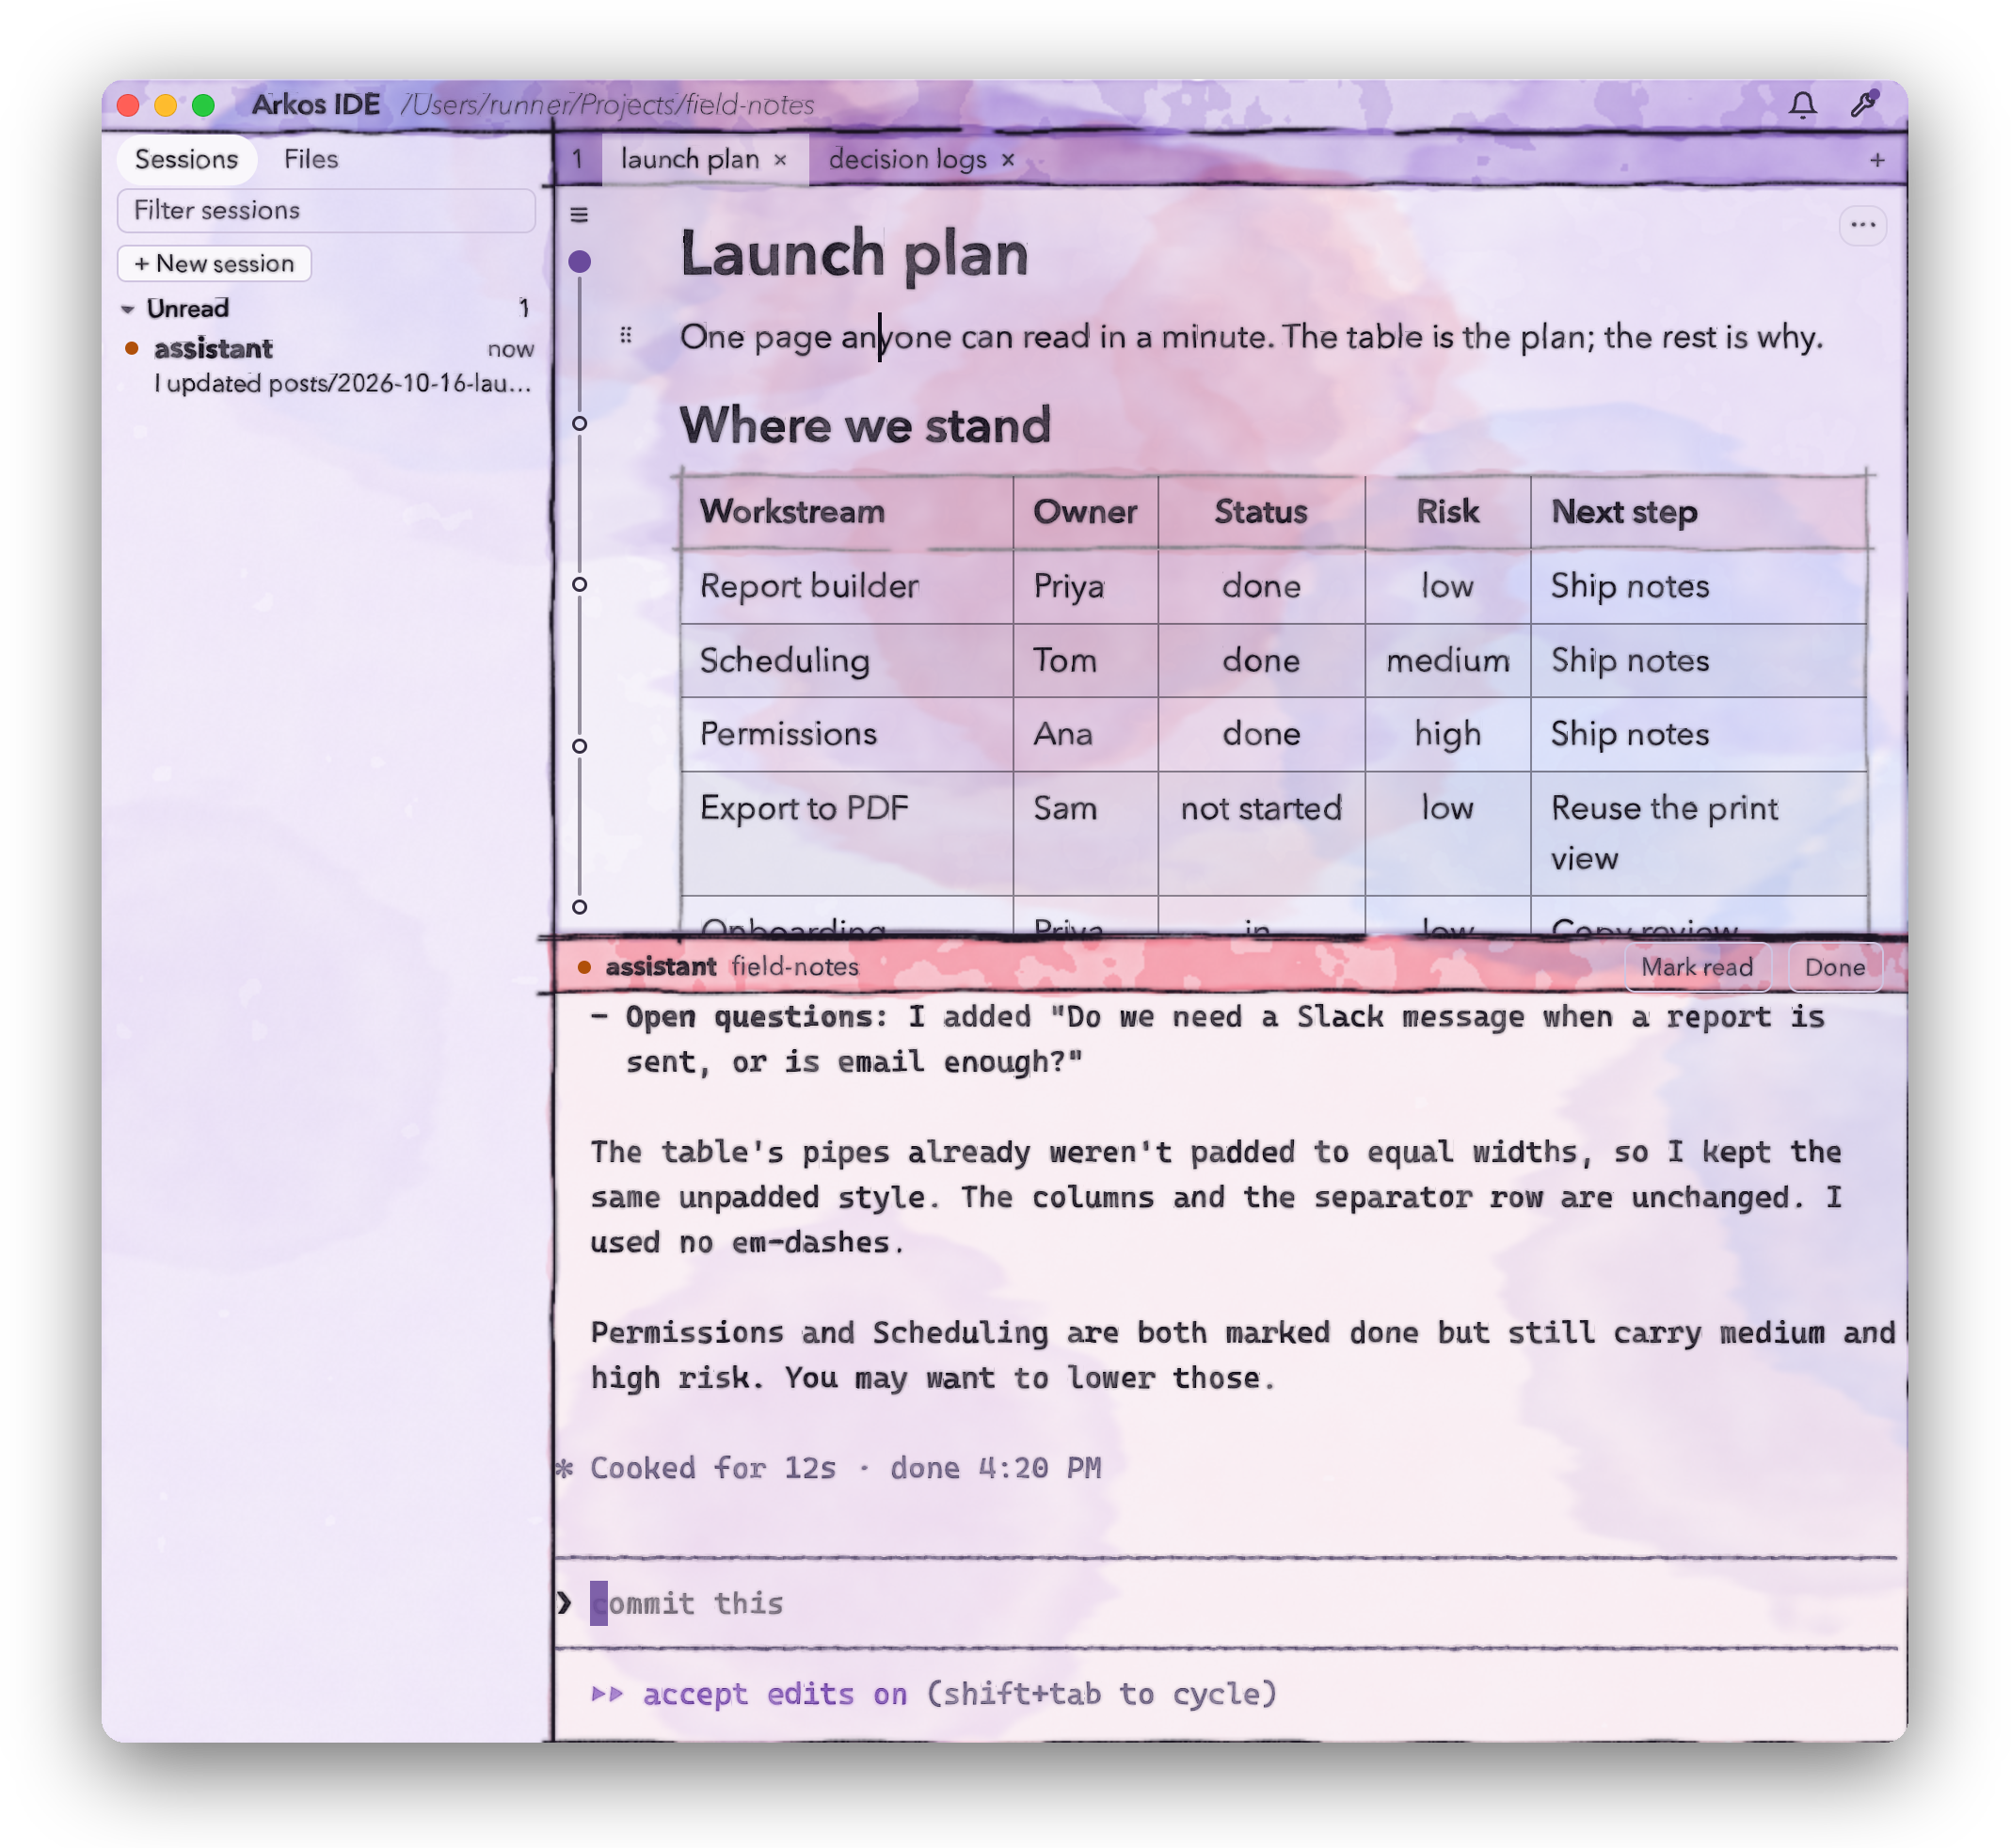 Arkos IDE /Users/runner/Projects/field-notes
Sessions Files
Filter sessions
+ New session
Unread 1
assistant now
I updated posts/2026-10-16-lau...
1 launch plan × decision logs × +
Launch plan
One page anyone can read in a minute. The table is the plan; the rest is why.
Where we stand
Workstream Owner Status Risk Next step
Report builder Priya done low Ship notes
Scheduling Tom done medium Ship notes
Permissions Ana done high Ship notes
Export to PDF Sam not started low Reuse the print
view
Onboarding Priya in low Copy review
assistant field-notes Mark read Done
- Open questions: I added "Do we need a Slack message when a report is
sent, or is email enough?"
The table's pipes already weren't padded to equal widths, so I kept the
same unpadded style. The columns and the separator row are unchanged. I
used no em-dashes.
Permissions and Scheduling are both marked done but still carry medium and
high risk. You may want to lower those.
✻ Cooked for 12s · done 4:20 PM
❯ commit this
▸▸ accept edits on (shift+tab to cycle)